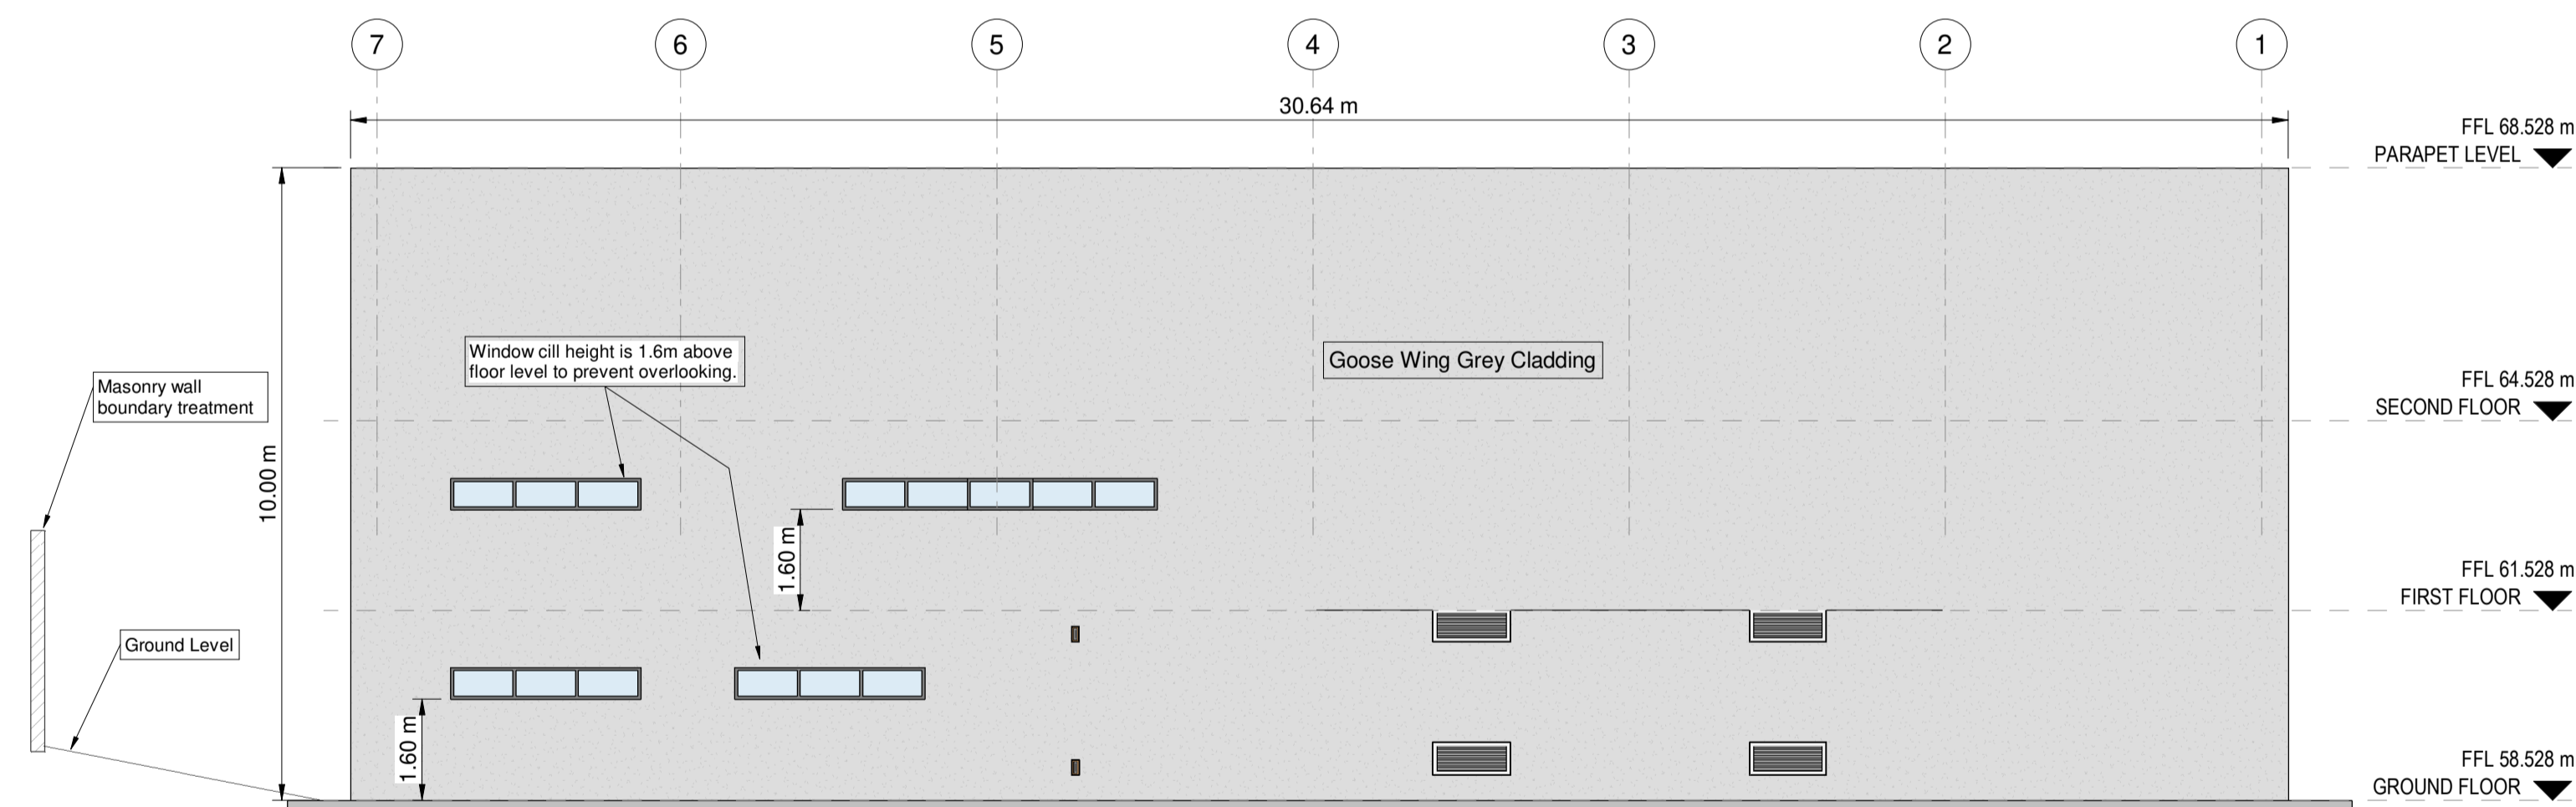 7 6 5 4 3 2 1
30.64 m
FFL 68.528 m
PARAPET LEVEL
Window cill height is 1.6m above
floor level to prevent overlooking.
Goose Wing Grey Cladding
Masonry wall
boundary treatment
FFL 64.528 m
SECOND FLOOR
10.00 m
1.60 m
FFL 61.528 m
FIRST FLOOR
Ground Level
1.60 m
FFL 58.528 m
GROUND FLOOR